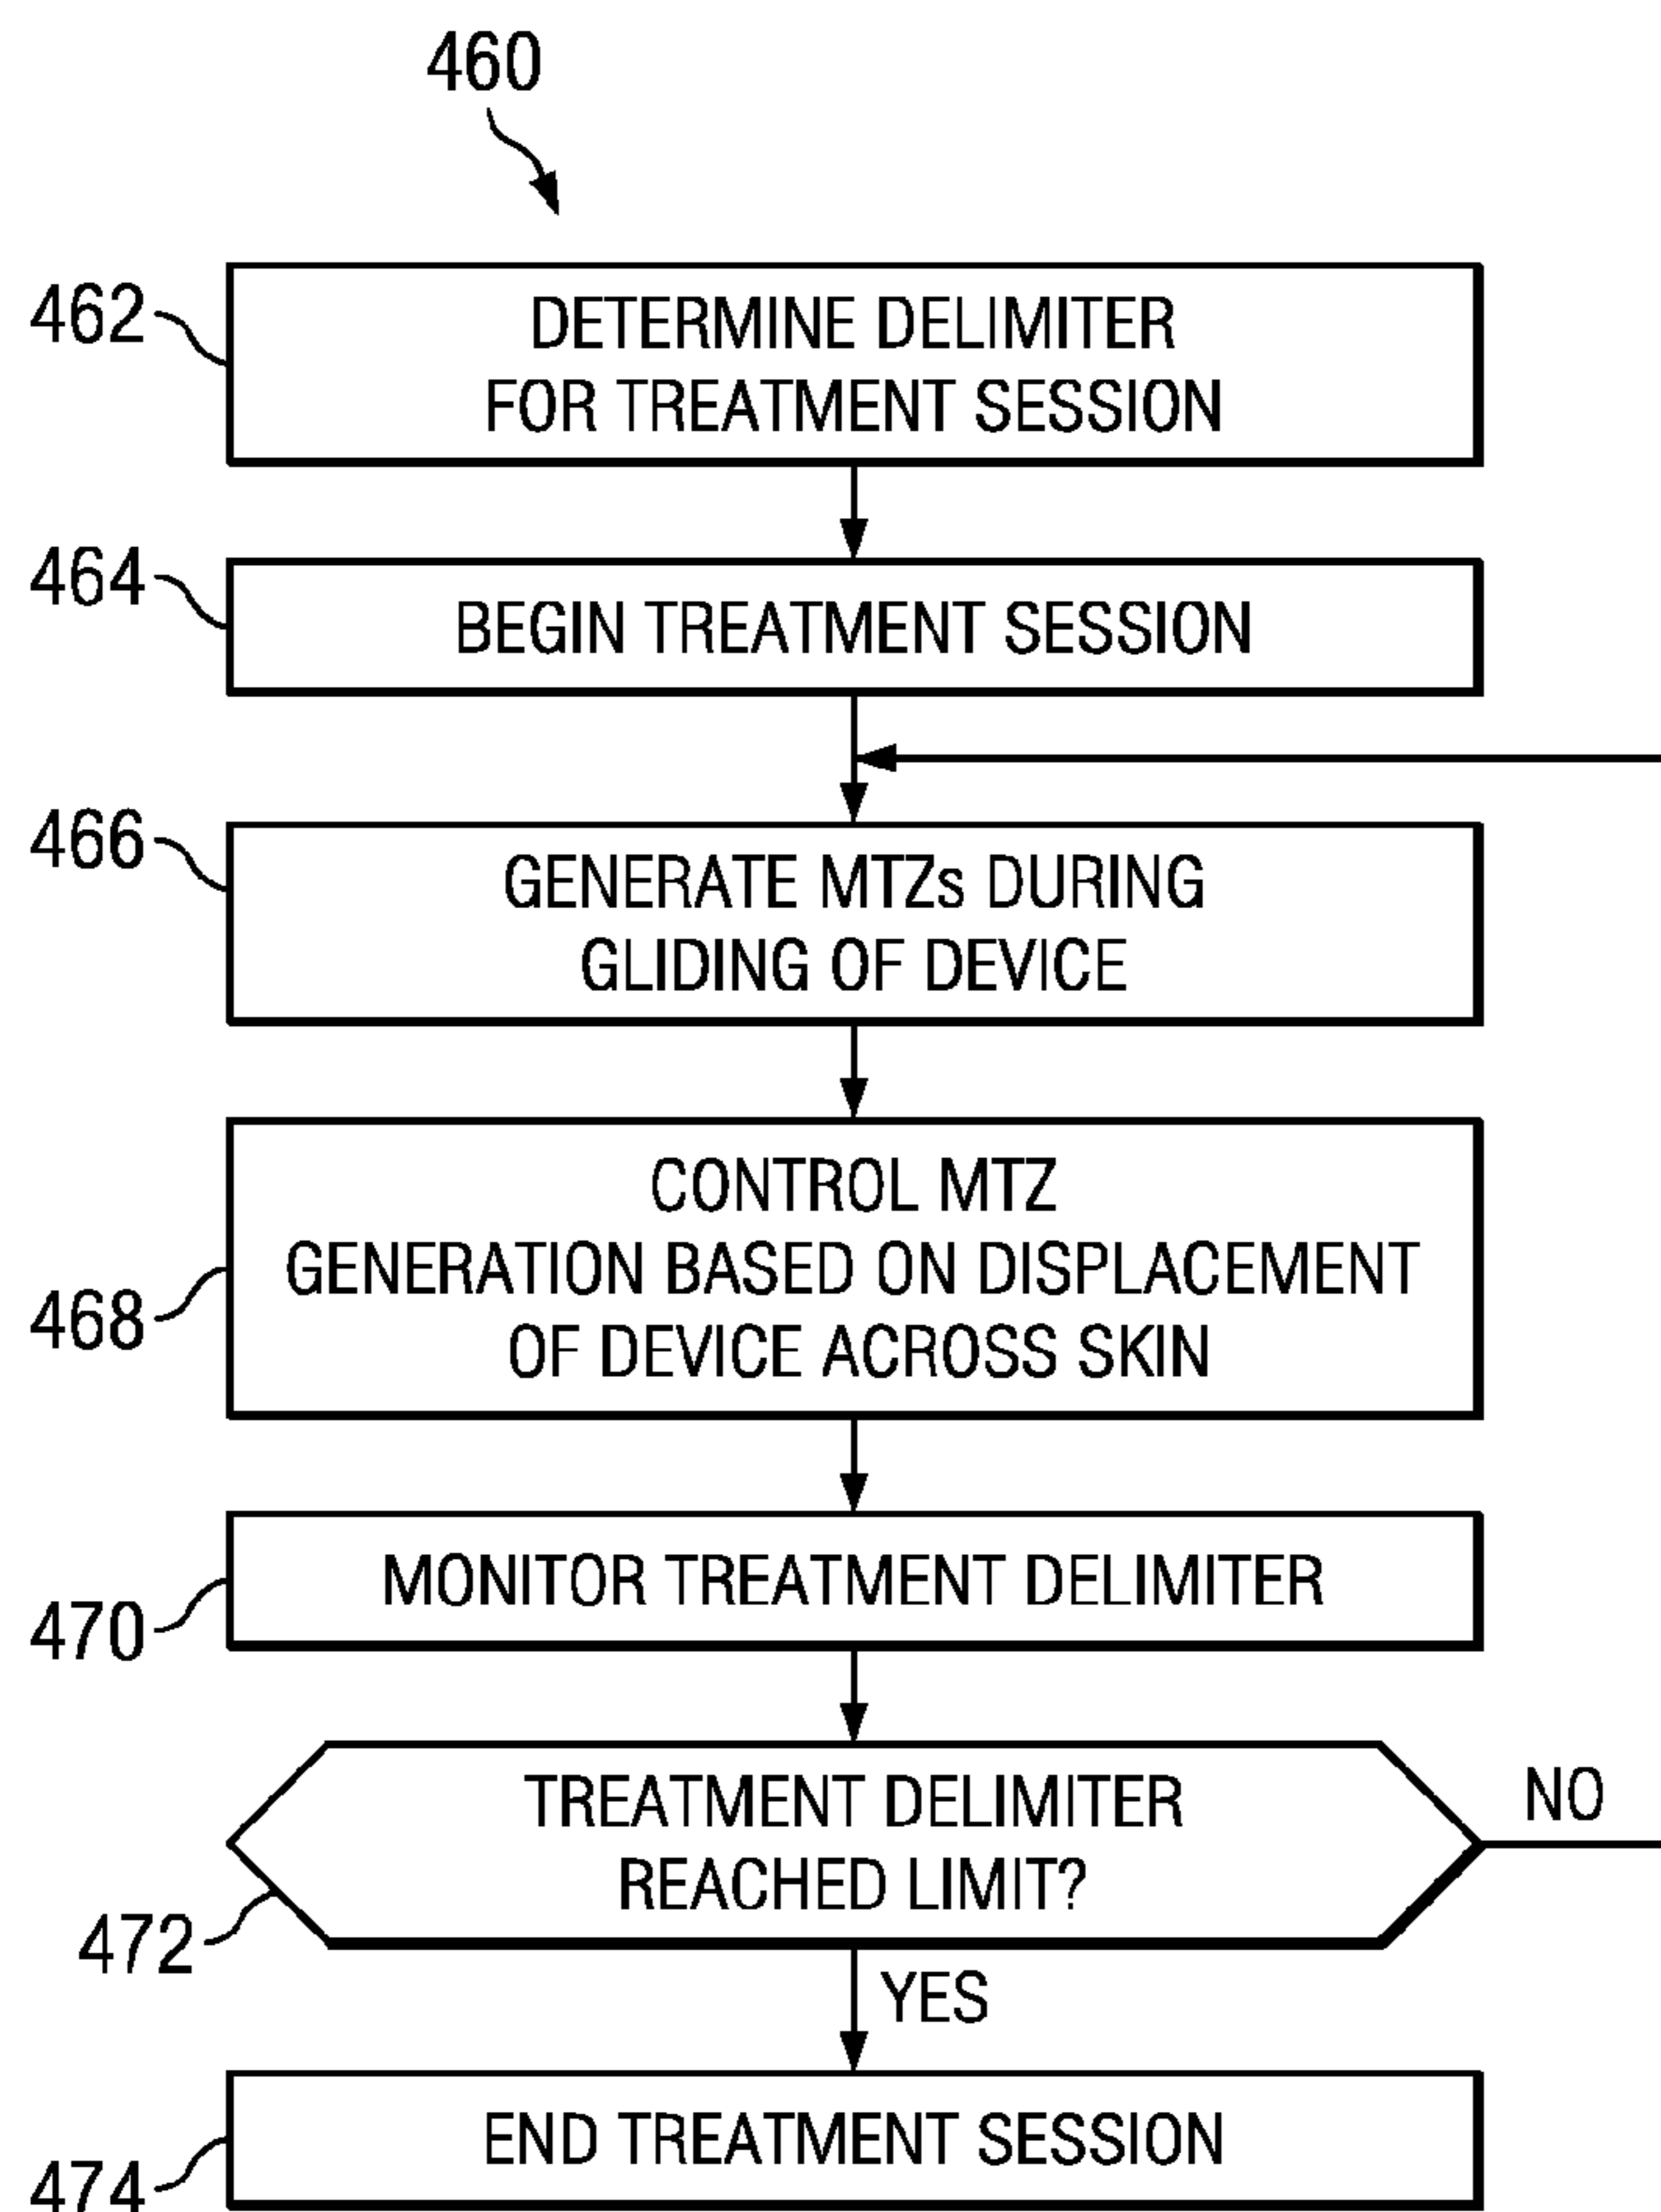 460
462
DETERMINE DELIMITER
FOR TREATMENT SESSION
464
BEGIN TREATMENT SESSION
466
GENERATE MTZs DURING
GLIDING OF DEVICE
468
CONTROL MTZ
GENERATION BASED ON DISPLACEMENT
OF DEVICE ACROSS SKIN
470
MONITOR TREATMENT DELIMITER
472
TREATMENT DELIMITER
REACHED LIMIT?
NO
YES
474
END TREATMENT SESSION